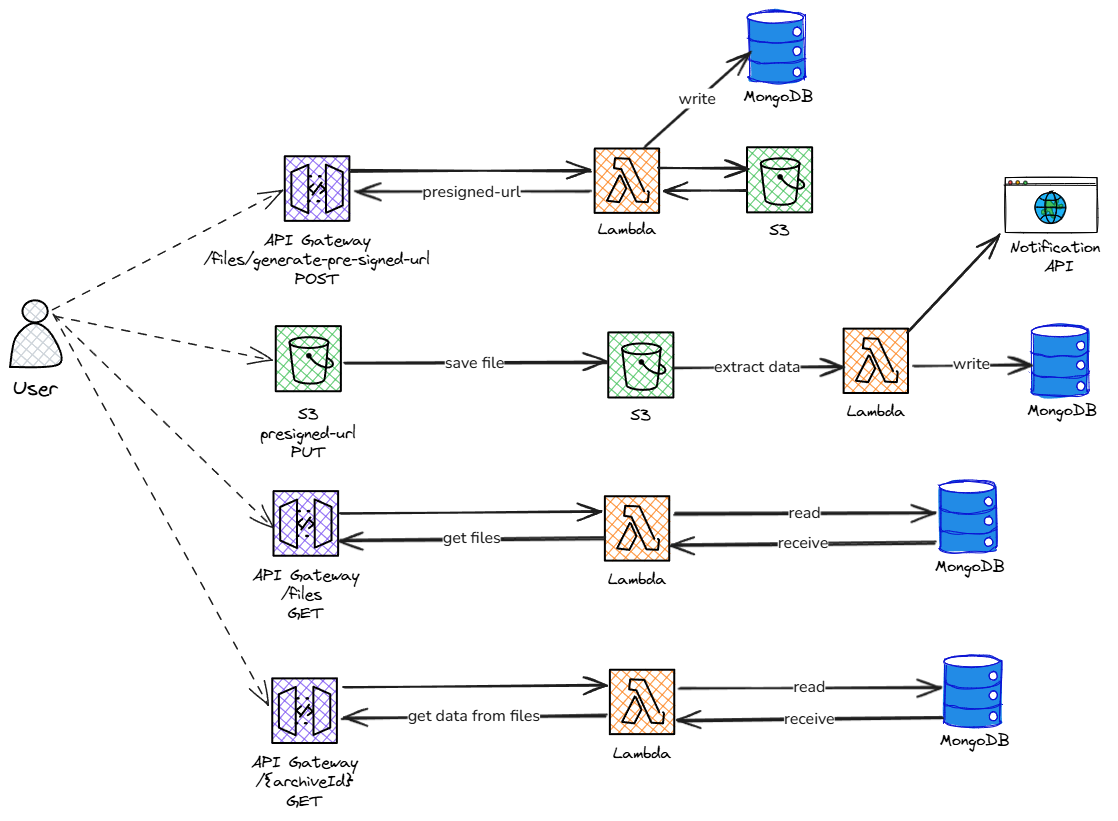 MongoDB
write
presigned-url
Lambda
S3
API Gateway
/files/generate-pre-signed-url
POST
Notification
API
User
save file
extract data
write
S3
presigned-url
PUT
S3
Lambda
MongoDB
read
get files
receive
API Gateway
/files
GET
Lambda
MongoDB
read
get data from files
receive
API Gateway
/{archiveId}
GET
Lambda
MongoDB